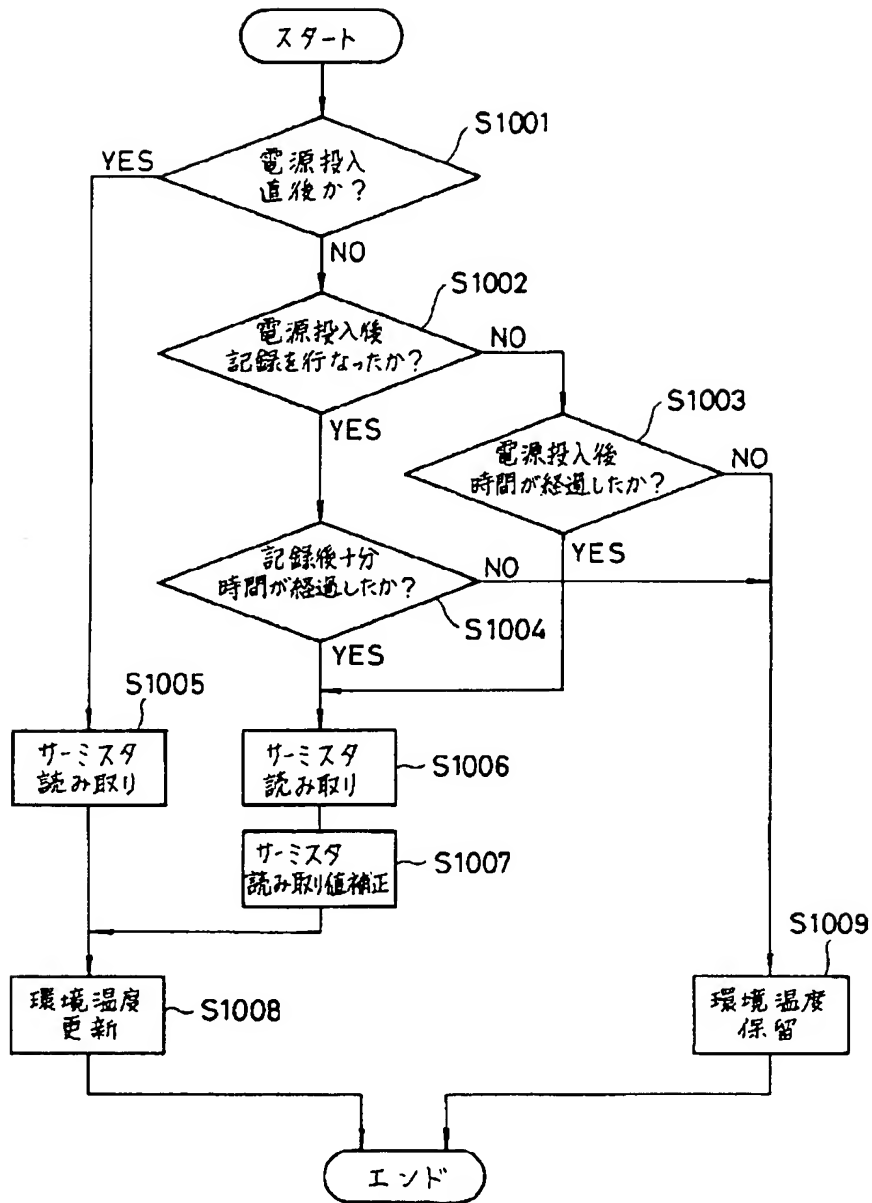 スタート
S1001
YES
電源投入
直後か?
NO
S1002
電源投入後
記録を行なったか?
NO
S1003
YES
電源投入後
時間が経過したか?
NO
記録後十分
時間が経過したか?
NO
YES
S1004
YES
S1005
サーミスタ
読み取り
サーミスタ
読み取り
S1006
サーミスタ
読み取り値補正
S1007
S1009
環境温度
更新
S1008
環境温度
保留
エンド